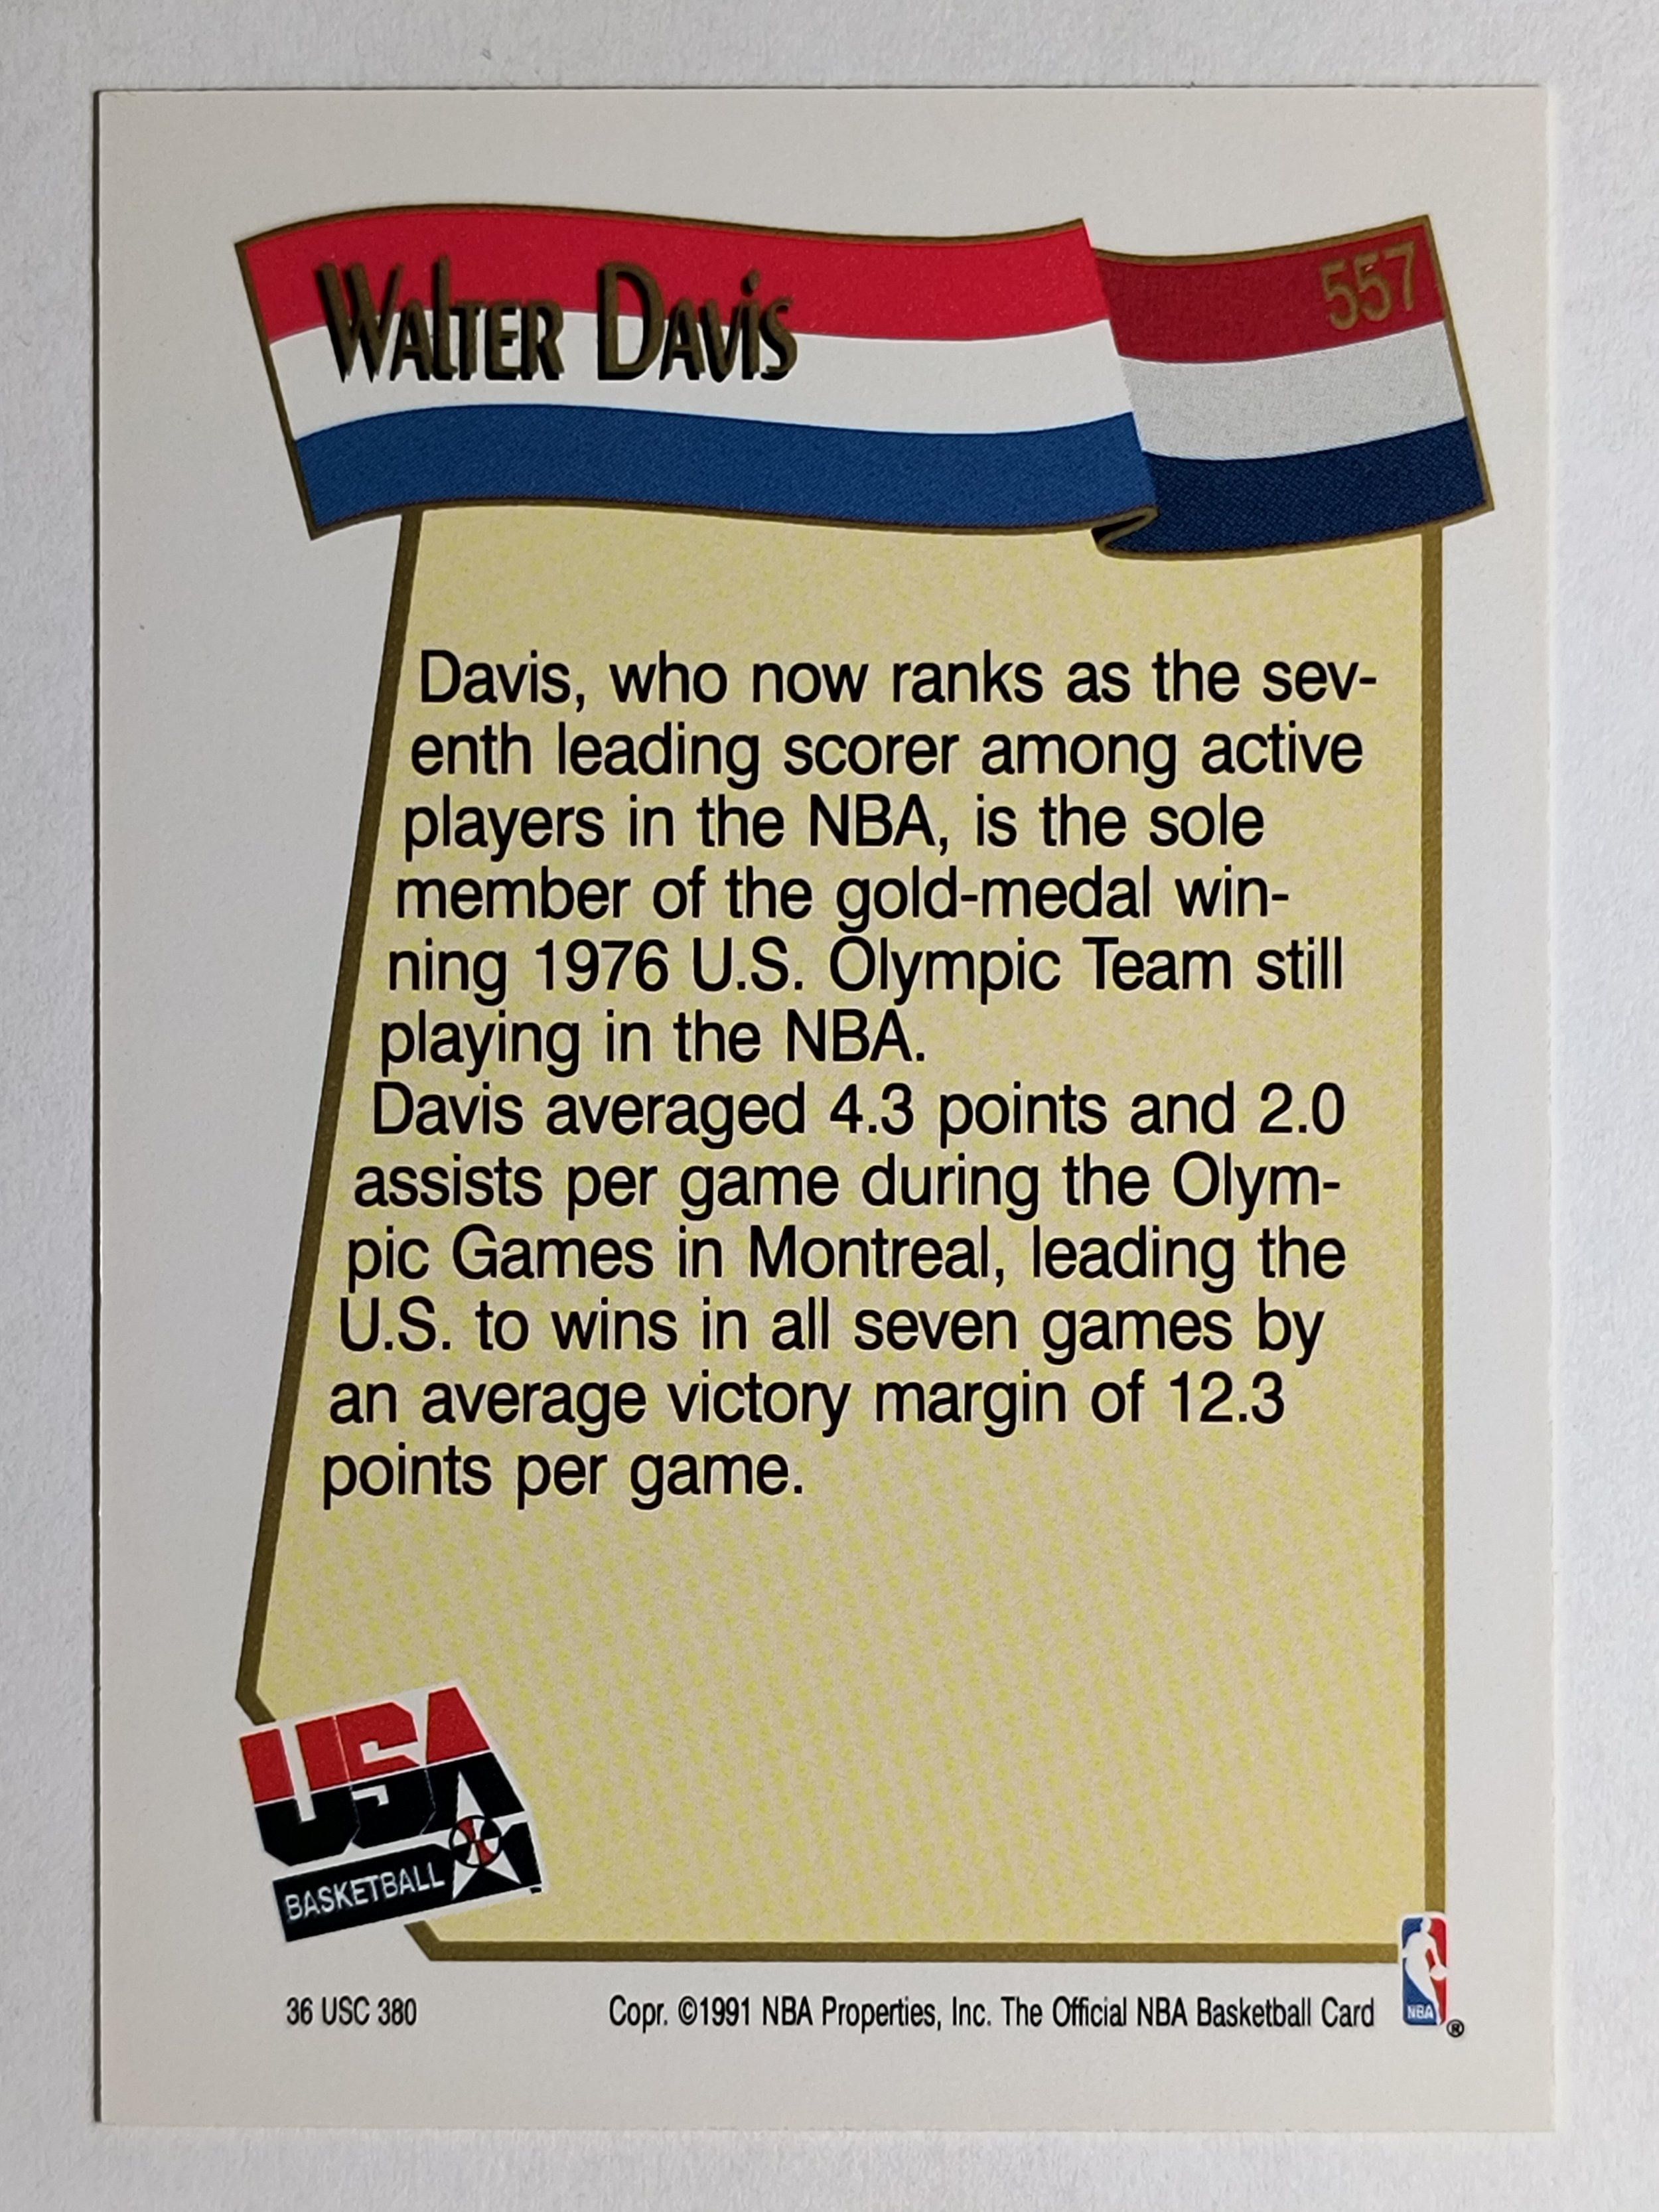 Walter Davis
557
Davis, who now ranks as the sev-
enth leading scorer among active
players in the NBA, is the sole
member of the gold-medal win-
ning 1976 U.S. Olympic Team still
playing in the NBA.
Davis averaged 4.3 points and 2.0
assists per game during the Olym-
pic Games in Montreal, leading the
U.S. to wins in all seven games by
an average victory margin of 12.3
points per game.
USA
BASKETBALL
36 USC 380
Copr. ©1991 NBA Properties, Inc. The Official NBA Basketball Card
NBA
®